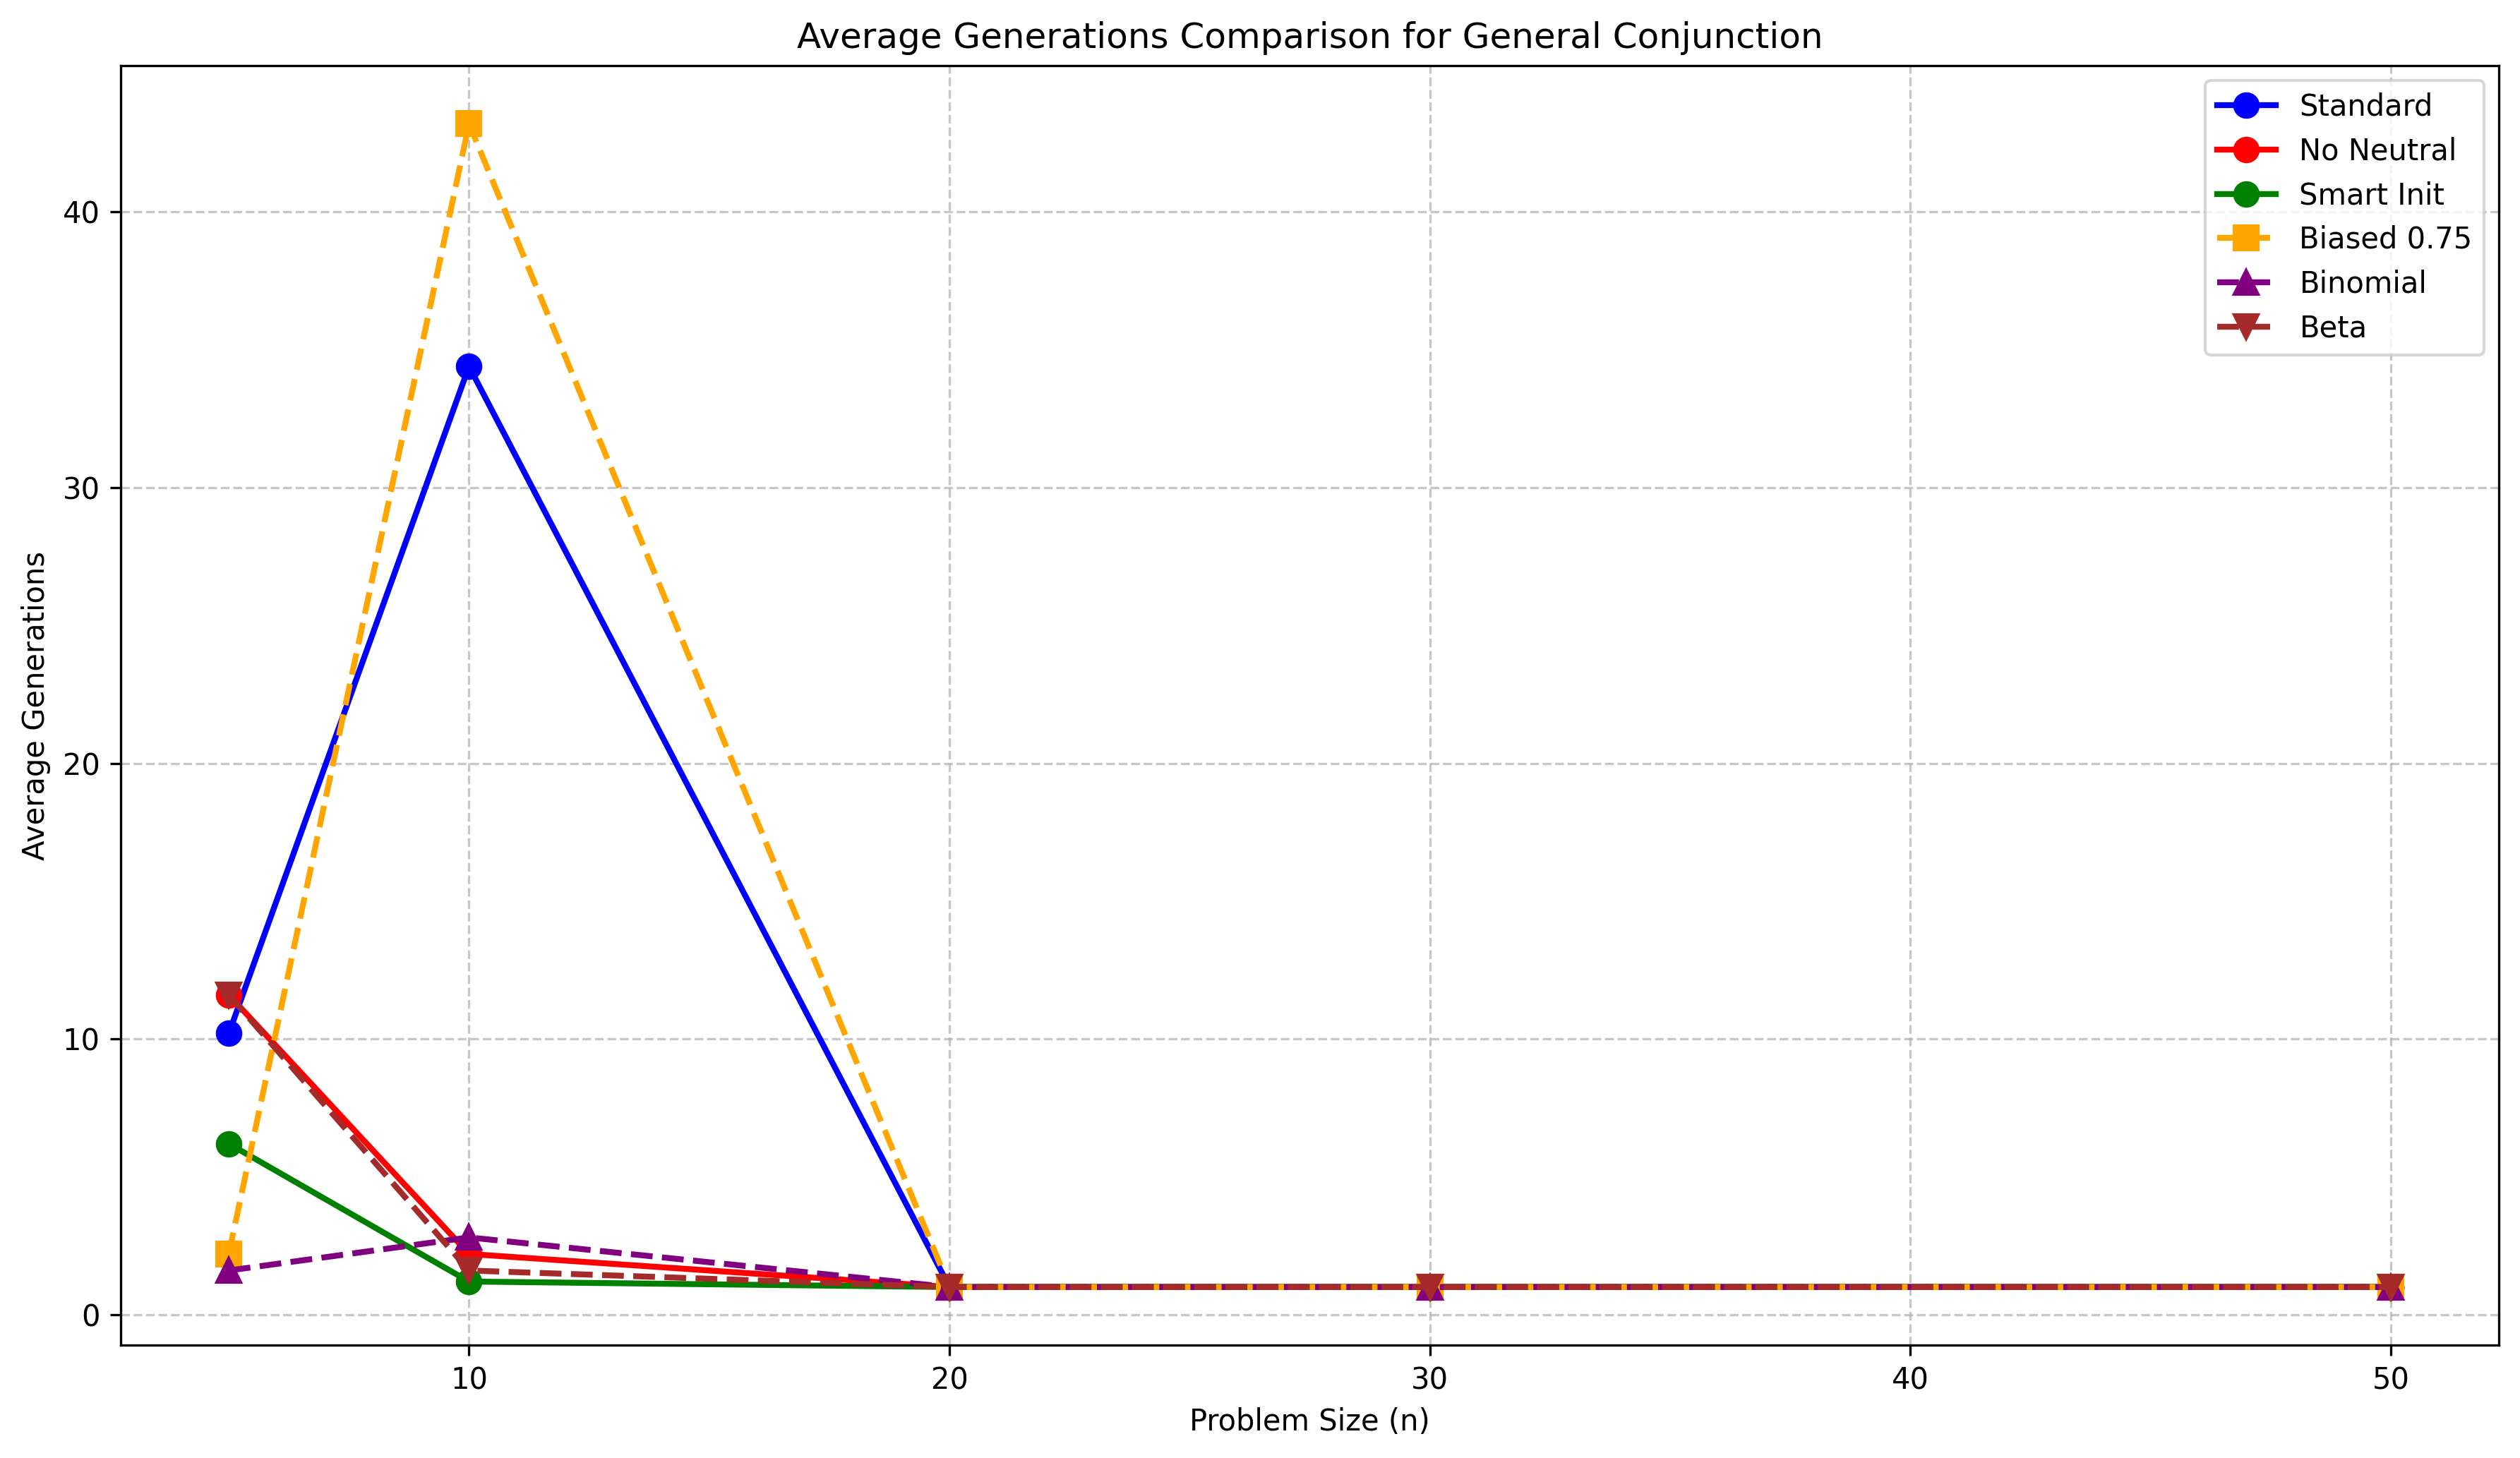 Average Generations Comparison for General Conjunction
Standard
No Neutral
Smart Init
Biased 0.75
Binomial
Beta
Average Generations
40
30
20
10
0
10 20 30 40 50
Problem Size (n)